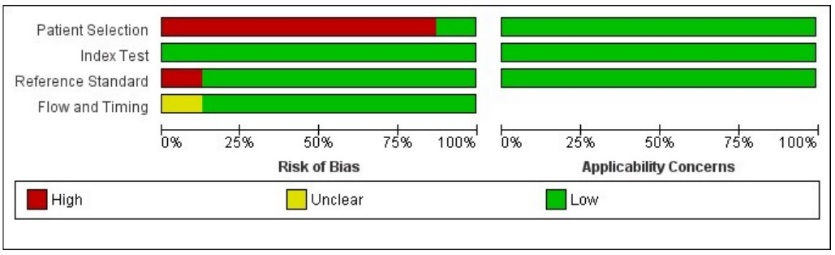 Patient Selection
Index Test
Reference Standard
Flow and Timing
0% 25% 50% 75% 100% 0% 25% 50% 75% 100%
Risk of Bias Applicability Concerns
High Unclear Low